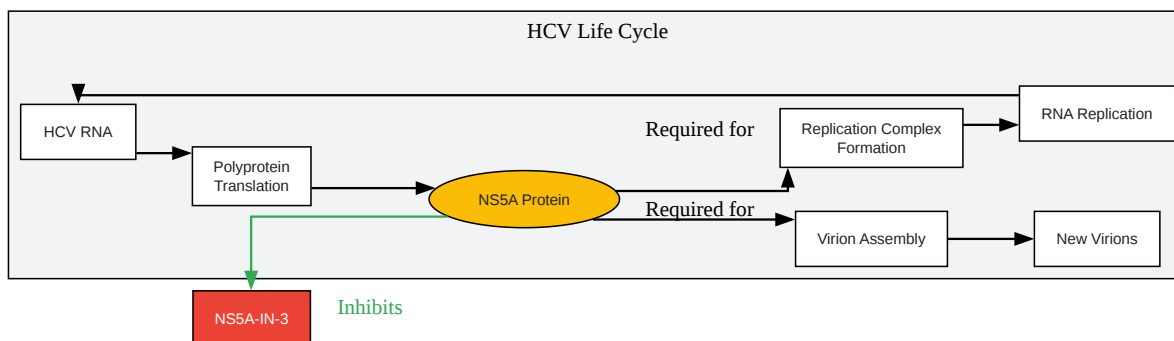 HCV Life Cycle
HCV RNA
Polyprotein
Translation
NS5A Protein
Required for
Required for
Replication Complex
Formation
RNA Replication
Virion Assembly
New Virions
NS5A-IN-3
Inhibits